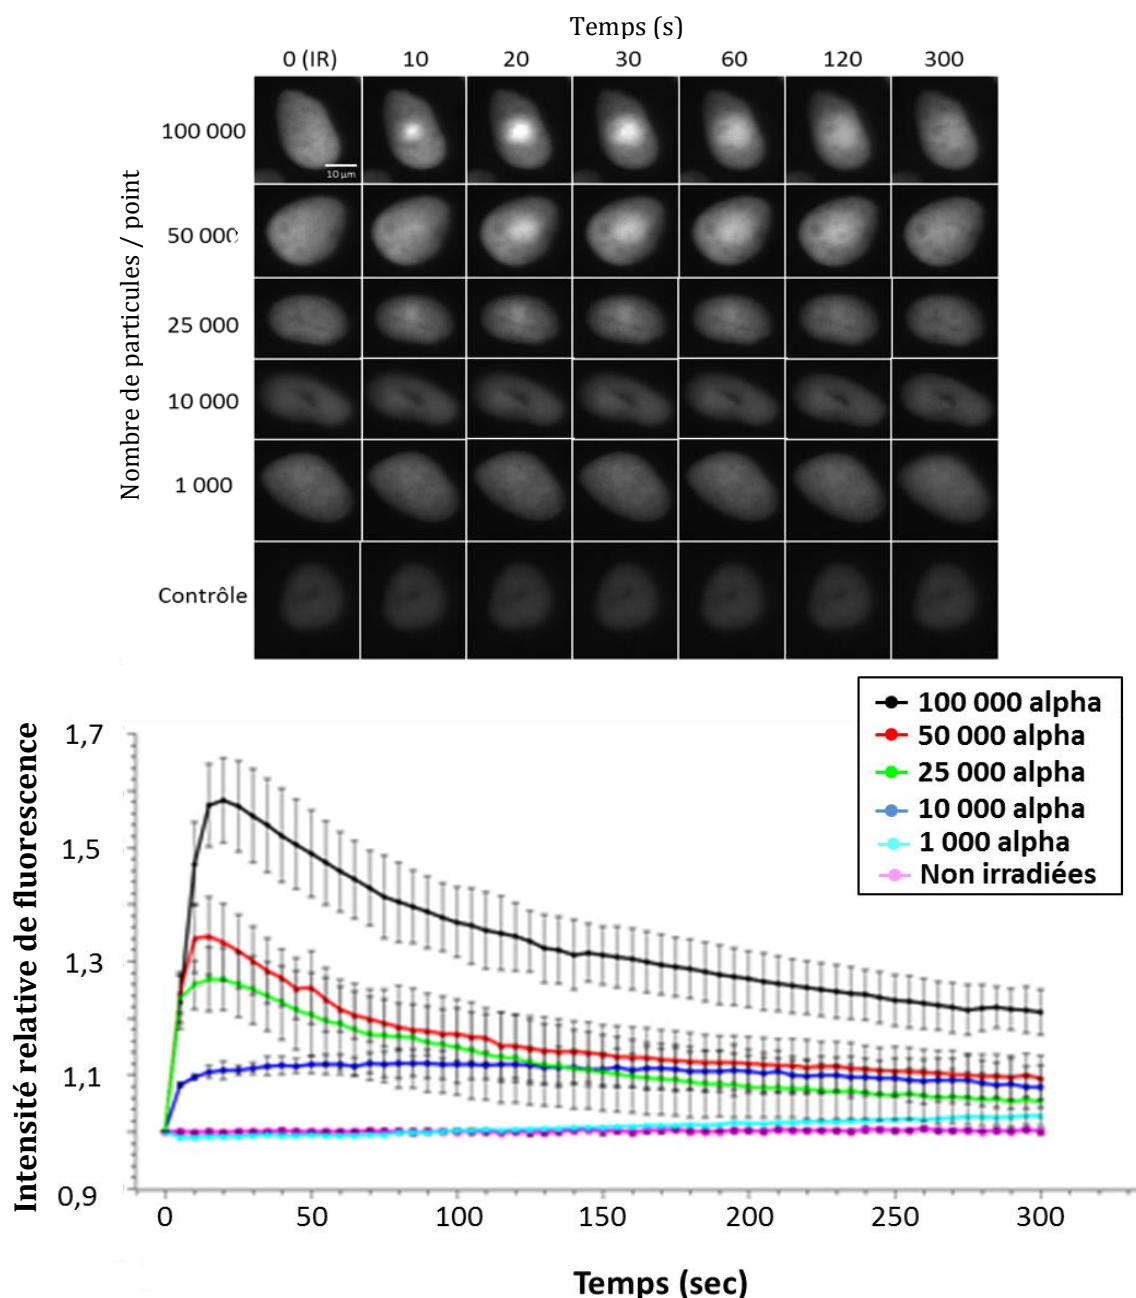 Temps (s)
0 (IR) 10 20 30 60 120 300
Nombre de particules / point
100 000
10 µm
50 000
25 000
10 000
1 000
Contrôle
100 000 alpha
50 000 alpha
25 000 alpha
10 000 alpha
1 000 alpha
Non irradiées
Intensité relative de fluorescence
1,7
1,5
1,3
1,1
0,9
0 50 100 150 200 250 300
Temps (sec)